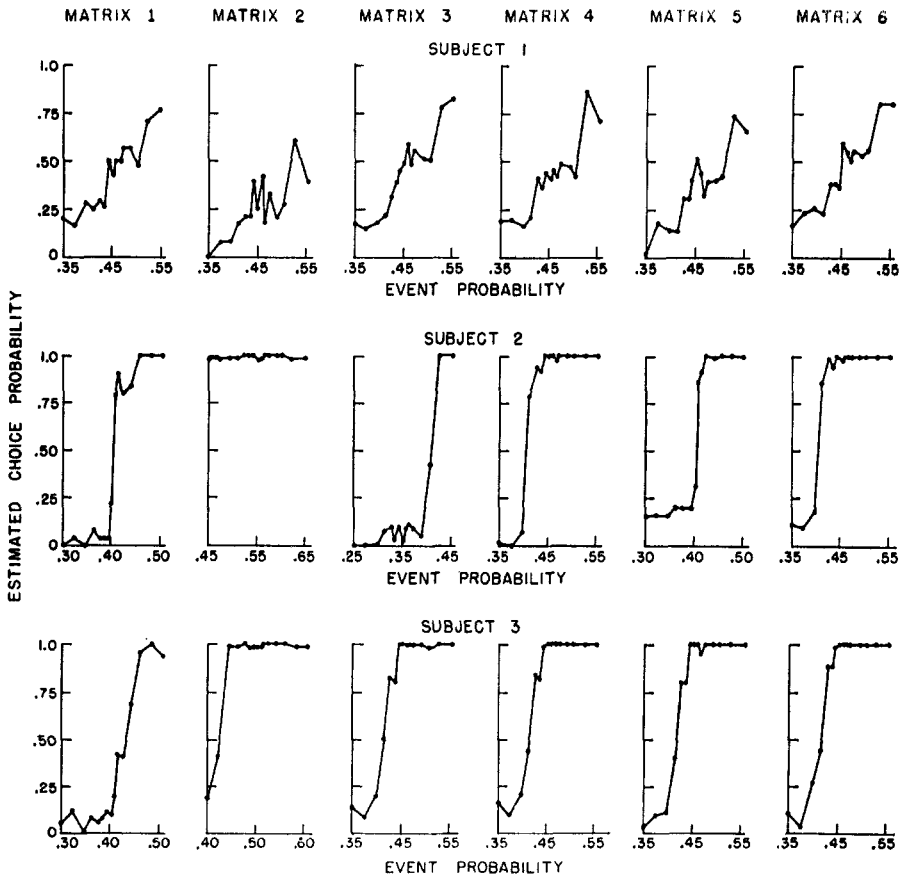 MATRIX 1 MATRIX 2 MATRIX 3 MATRIX 4 MATRIX 5 MATRIX 6
SUBJECT 1
1.0
.75
.50
.25
0
.35 .45 .55 .35 .45 .55 .35 .45 .55 .35 .45 .55 .35 .45 .55 .35 .45 .55
EVENT PROBABILITY
ESTIMATED CHOICE PROBABILITY
SUBJECT 2
1.0
.75
.50
.25
0
.30 .40 .50 .45 .55 .65 .25 .35 .45 .35 .45 .55 .30 .40 .50 .35 .45 .55
EVENT PROBABILITY
SUBJECT 3
1.0
.75
.50
.25
0
.30 .40 .50 .40 .50 .60 .35 .45 .55 .35 .45 .55 .35 .45 .55 .35 .45 .55
EVENT PROBABILITY